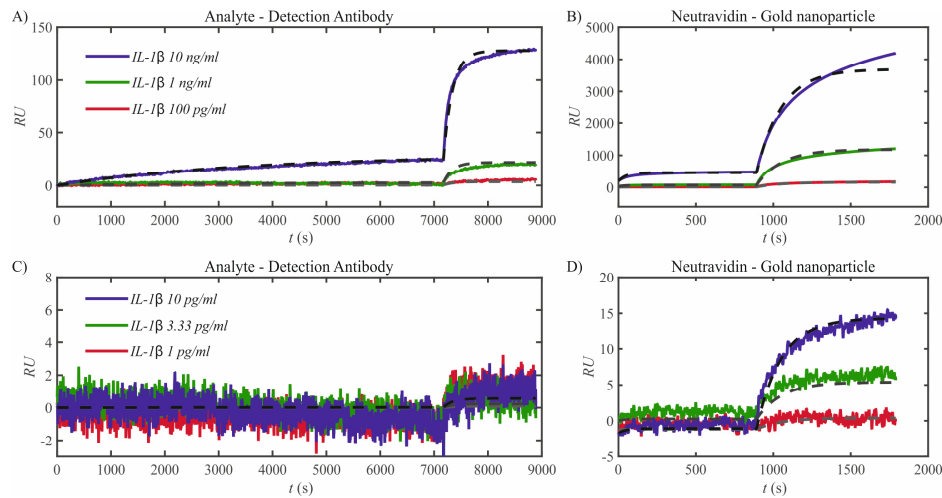 A) Analyte - Detection Antibody
150
100
50
0
RU
IL-1β 10 ng/ml
IL-1β 1 ng/ml
IL-1β 100 pg/ml
0 1000 2000 3000 4000 5000 6000 7000 8000 9000
t (s)
B) Neutravidin - Gold nanoparticle
5000
4000
3000
2000
1000
0
RU
0 500 1000 1500 2000
t (s)
C) Analyte - Detection Antibody
8
6
4
2
0
-2
RU
IL-1β 10 pg/ml
IL-1β 3.33 pg/ml
IL-1β 1 pg/ml
0 1000 2000 3000 4000 5000 6000 7000 8000 9000
t (s)
D) Neutravidin - Gold nanoparticle
20
15
10
5
0
-5
RU
0 500 1000 1500 2000
t (s)